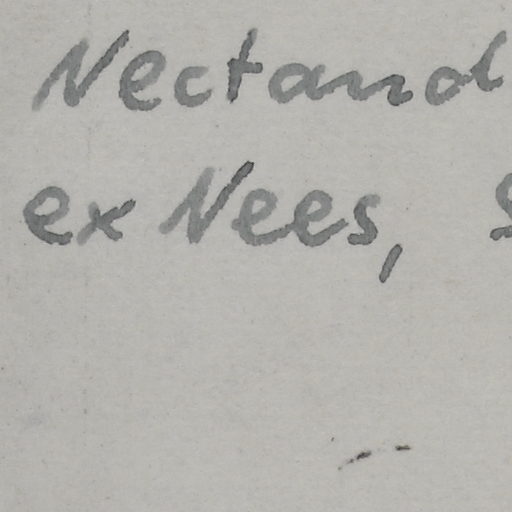 Nectand
ex Nees,